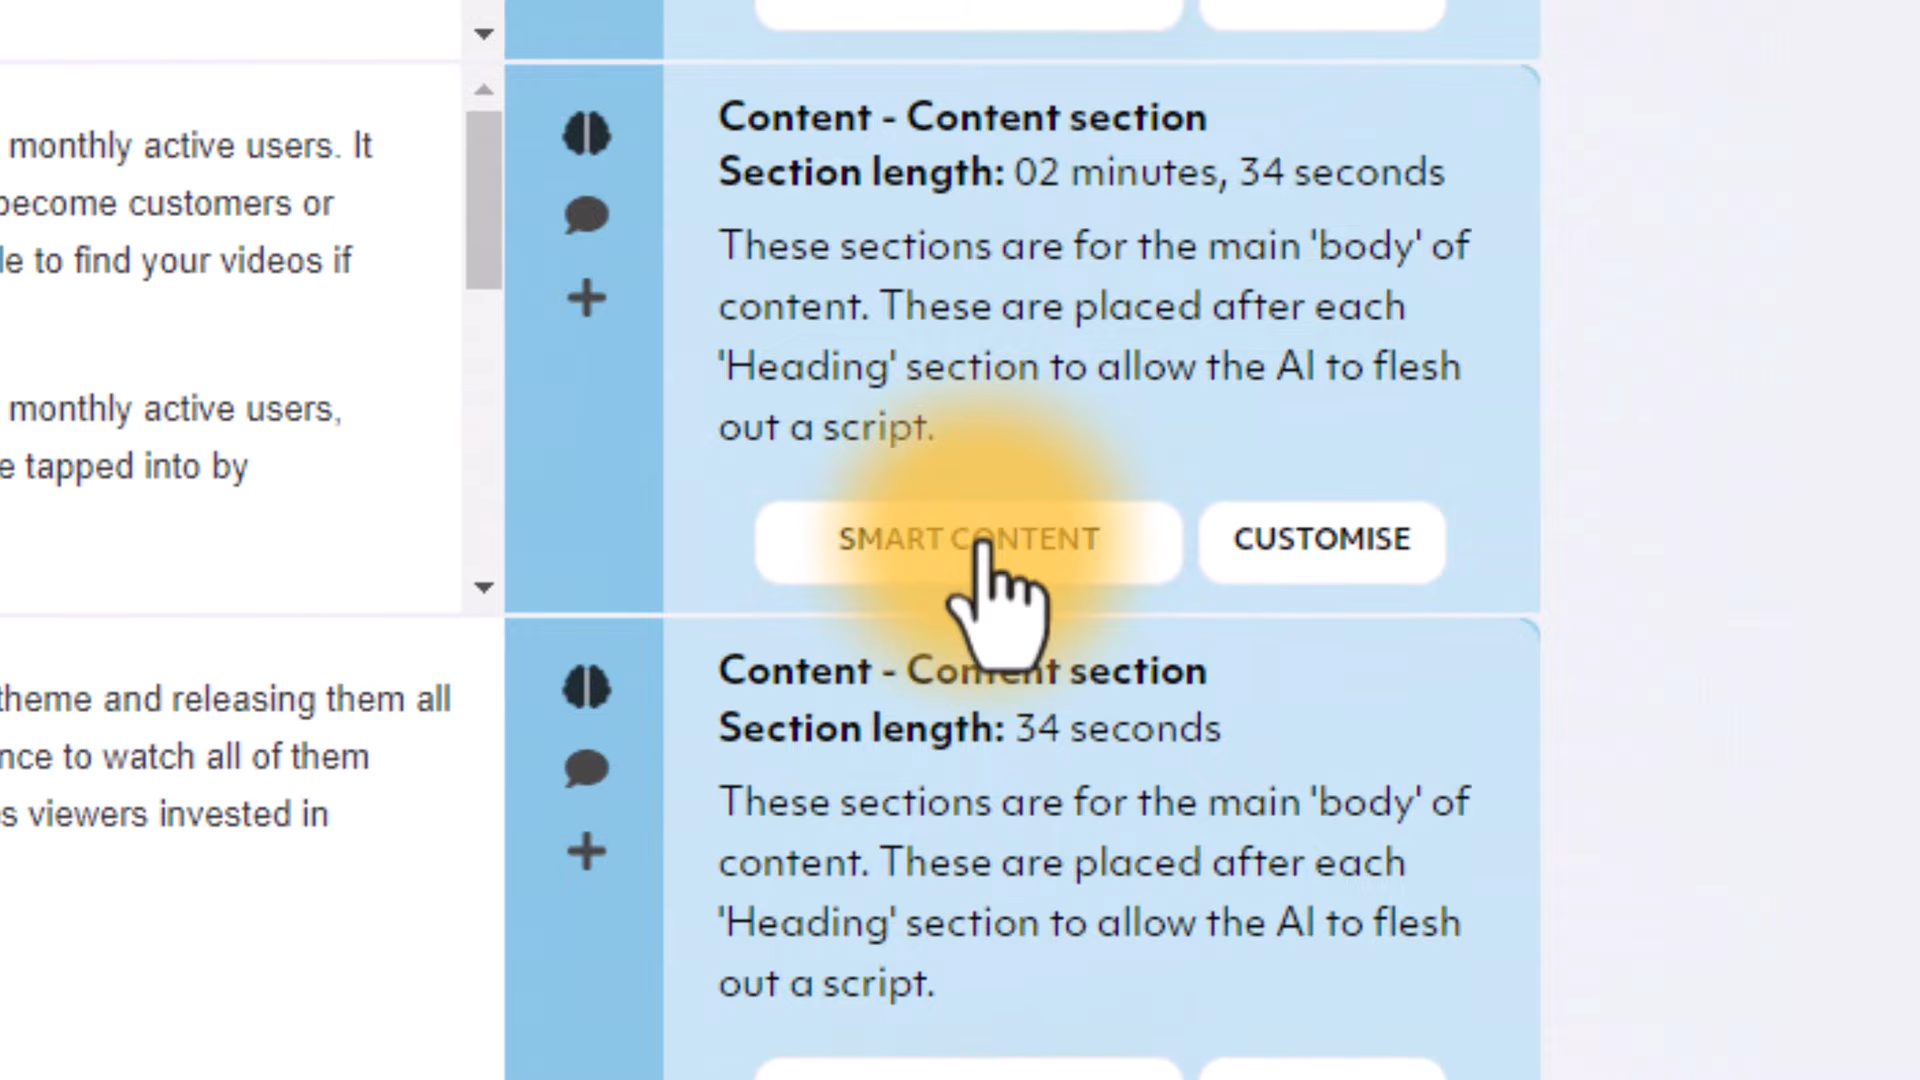 monthly active users. It
become customers or
le to find your videos if
monthly active users,
e tapped into by
theme and releasing them all
nce to watch all of them
s viewers invested in
Content - Content section
Section length: 02 minutes, 34 seconds
These sections are for the main 'body' of
content. These are placed after each
'Heading' section to allow the AI to flesh
out a script.
SMART CONTENT
CUSTOMISE
Content - Content section
Section length: 34 seconds
These sections are for the main 'body' of
content. These are placed after each
'Heading' section to allow the AI to flesh
out a script.